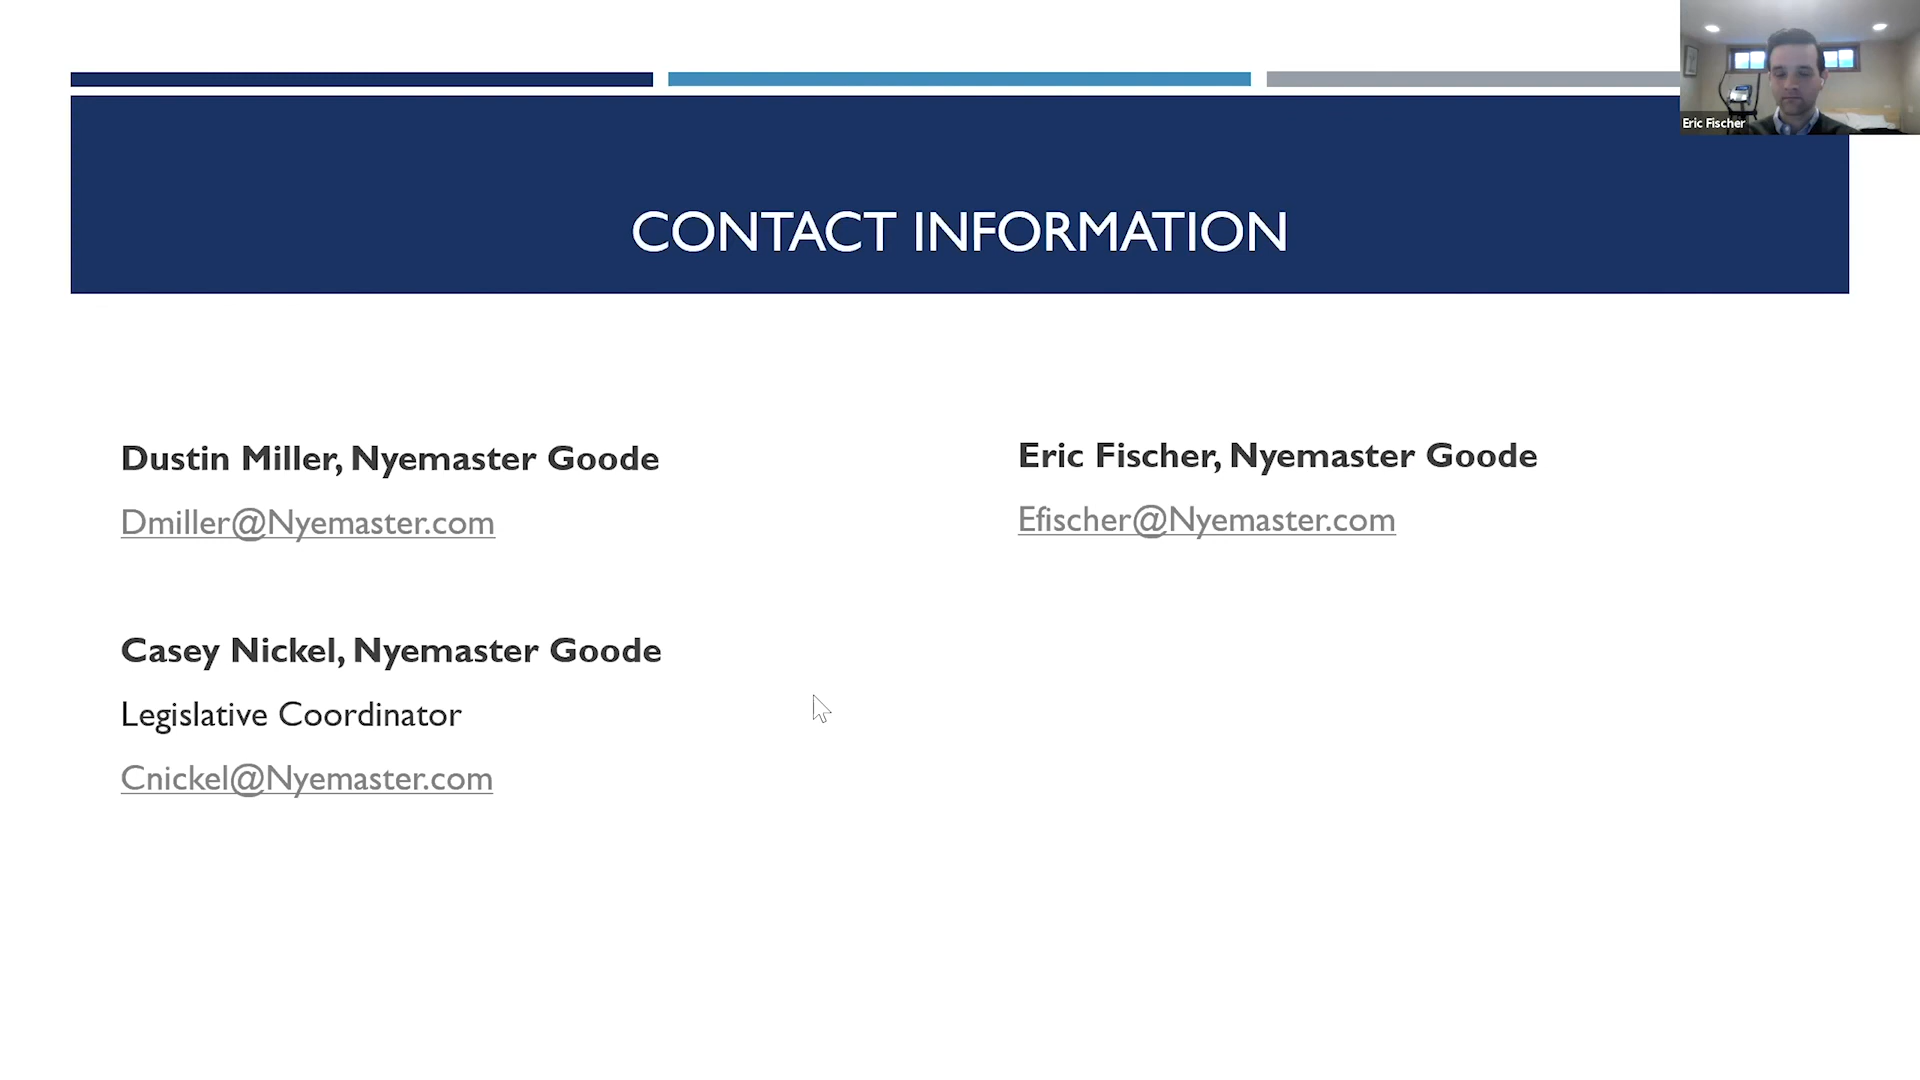 Eric Fischer
CONTACT INFORMATION
Dustin Miller, Nyemaster Goode
Dmiller@Nyemaster.com
Casey Nickel, Nyemaster Goode
Legislative Coordinator
Cnickel@Nyemaster.com
Eric Fischer, Nyemaster Goode
Efischer@Nyemaster.com